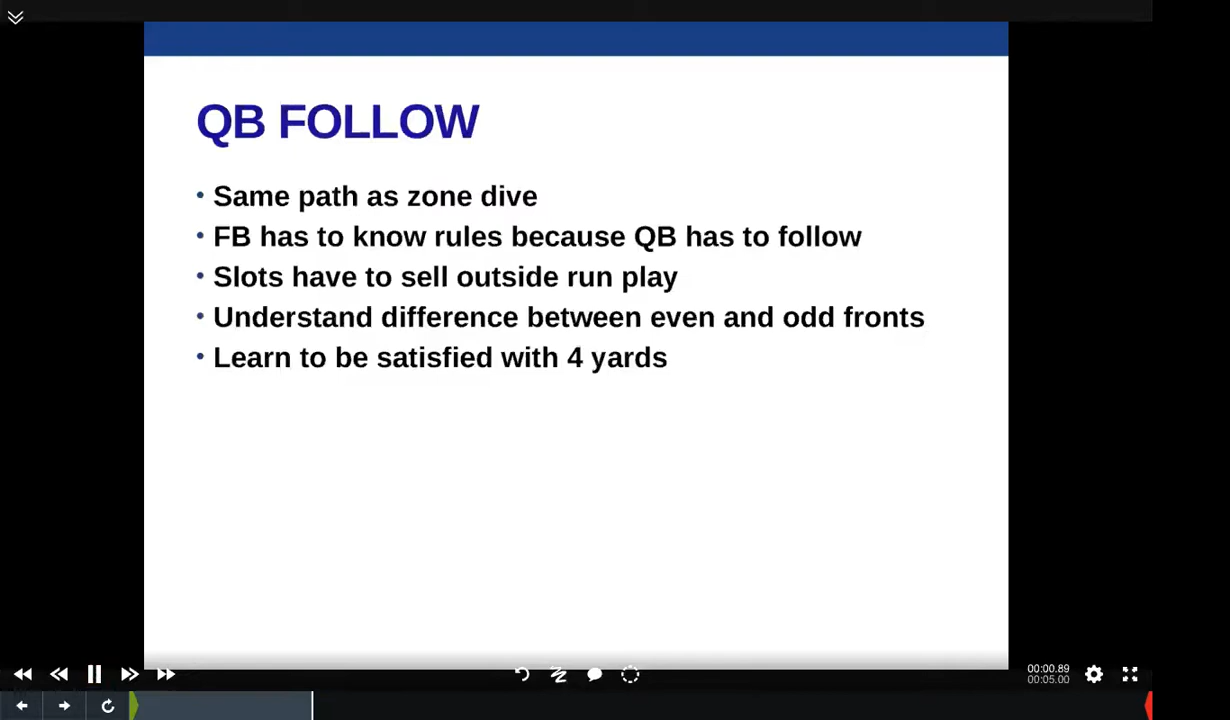 QB FOLLOW
• Same path as zone dive
• FB has to know rules because QB has to follow
• Slots have to sell outside run play
• Understand difference between even and odd fronts
• Learn to be satisfied with 4 yards
00:00.89
00:05.00